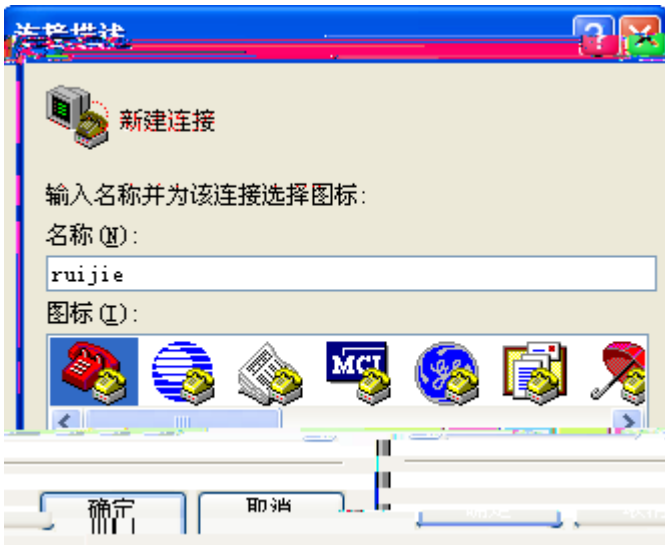 连接描述
新建连接
输入名称并为该连接选择图标:
名称(N):
ruijie
图标(I):
MCI
确定
取消